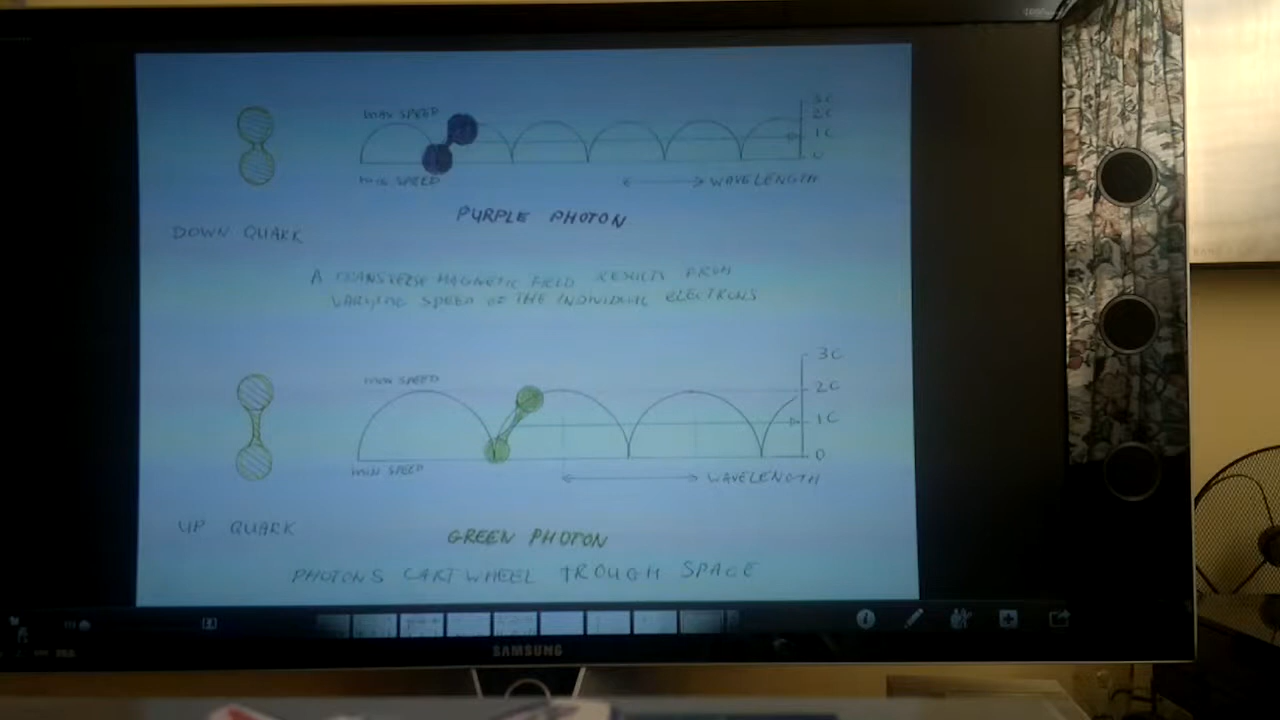 3C
MAX SPEED
2C
1C
0
MIN SPEED
WAVELENGTH
PURPLE PHOTON
DOWN QUARK
A TRANSVERSE MAGNETIC FIELD RESULTS FROM
VARYING SPEED OF THE INDIVIDUAL ELECTRONS
3C
MAX SPEED
2C
1C
0
MIN SPEED
WAVELENGTH
UP QUARK
GREEN PHOTON
PHOTONS CARTWHEEL TROUGH SPACE
SAMSUNG